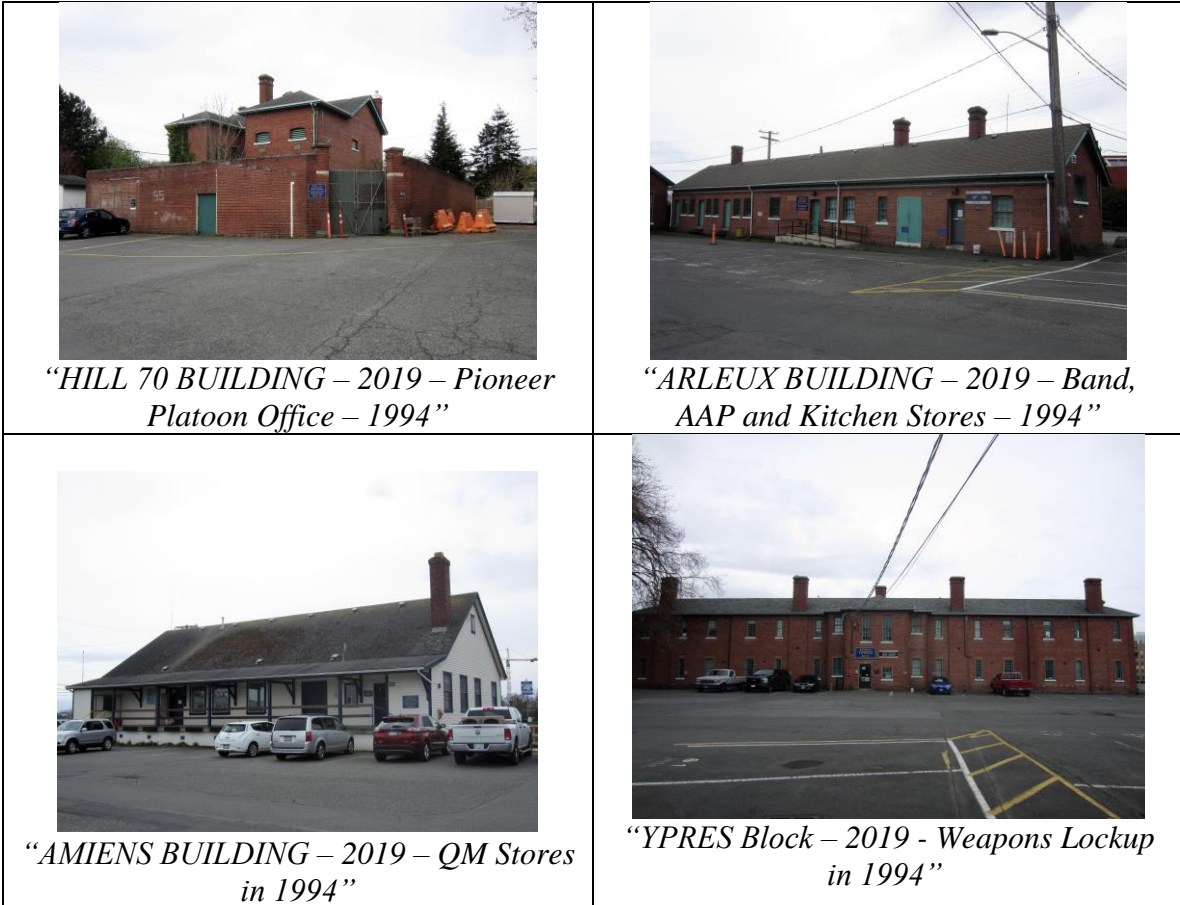 “HILL 70 BUILDING – 2019 – Pioneer
Platoon Office – 1994”
“ARLEUX BUILDING – 2019 – Band,
AAP and Kitchen Stores – 1994”
“AMIENS BUILDING – 2019 – QM Stores
in 1994”
“YPRES Block – 2019 - Weapons Lockup
in 1994”